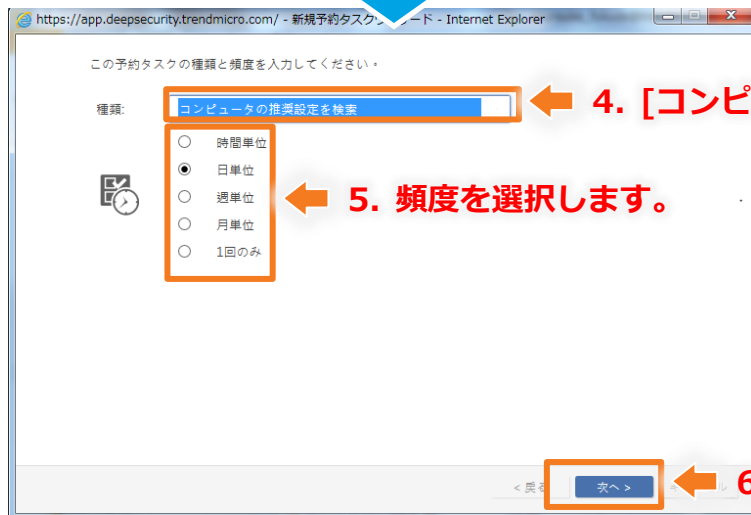 https://app.deepsecurity.trendmicro.com/ - 新規予約タスク ード - Internet Explorer
この予約タスクの種類と頻度を入力してください。
種類:
コンピュータの推奨設定を検索
4. [コンピ
時間単位
日単位
週単位
月単位
1回のみ
5. 頻度を選択します。
< 戻る
次へ >
6